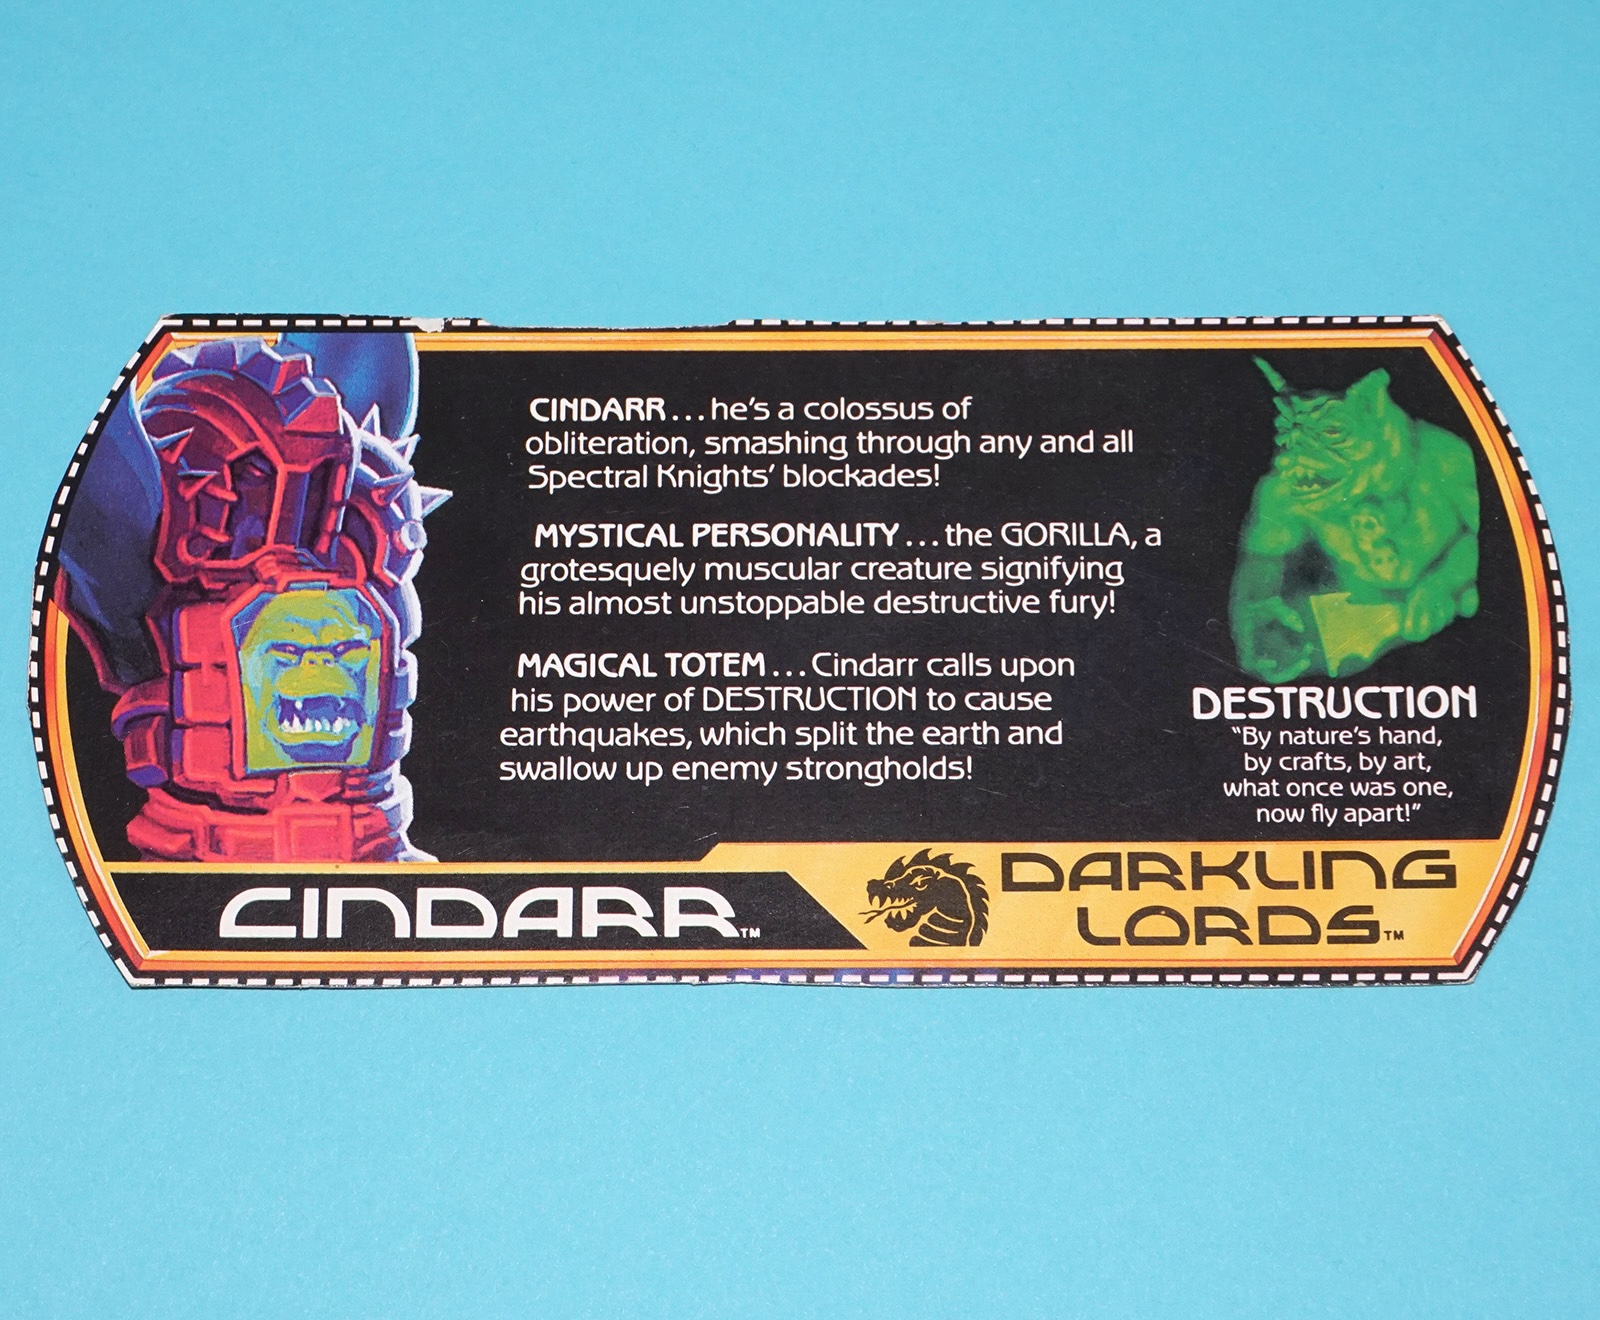 CINDARR...he's a colossus of
obliteration, smashing through any and all
Spectral Knights' blockades!
MYSTICAL PERSONALITY...the GORILLA, a
grotesquely muscular creature signifying
his almost unstoppable destructive fury!
MAGICAL TOTEM...Cindarr calls upon
his power of DESTRUCTION to cause
earthquakes, which split the earth and
swallow up enemy strongholds!
DESTRUCTION
"By nature's hand,
by crafts, by art,
what once was one,
now fly apart!"
CINDARR™
DARKLING
LORDS™